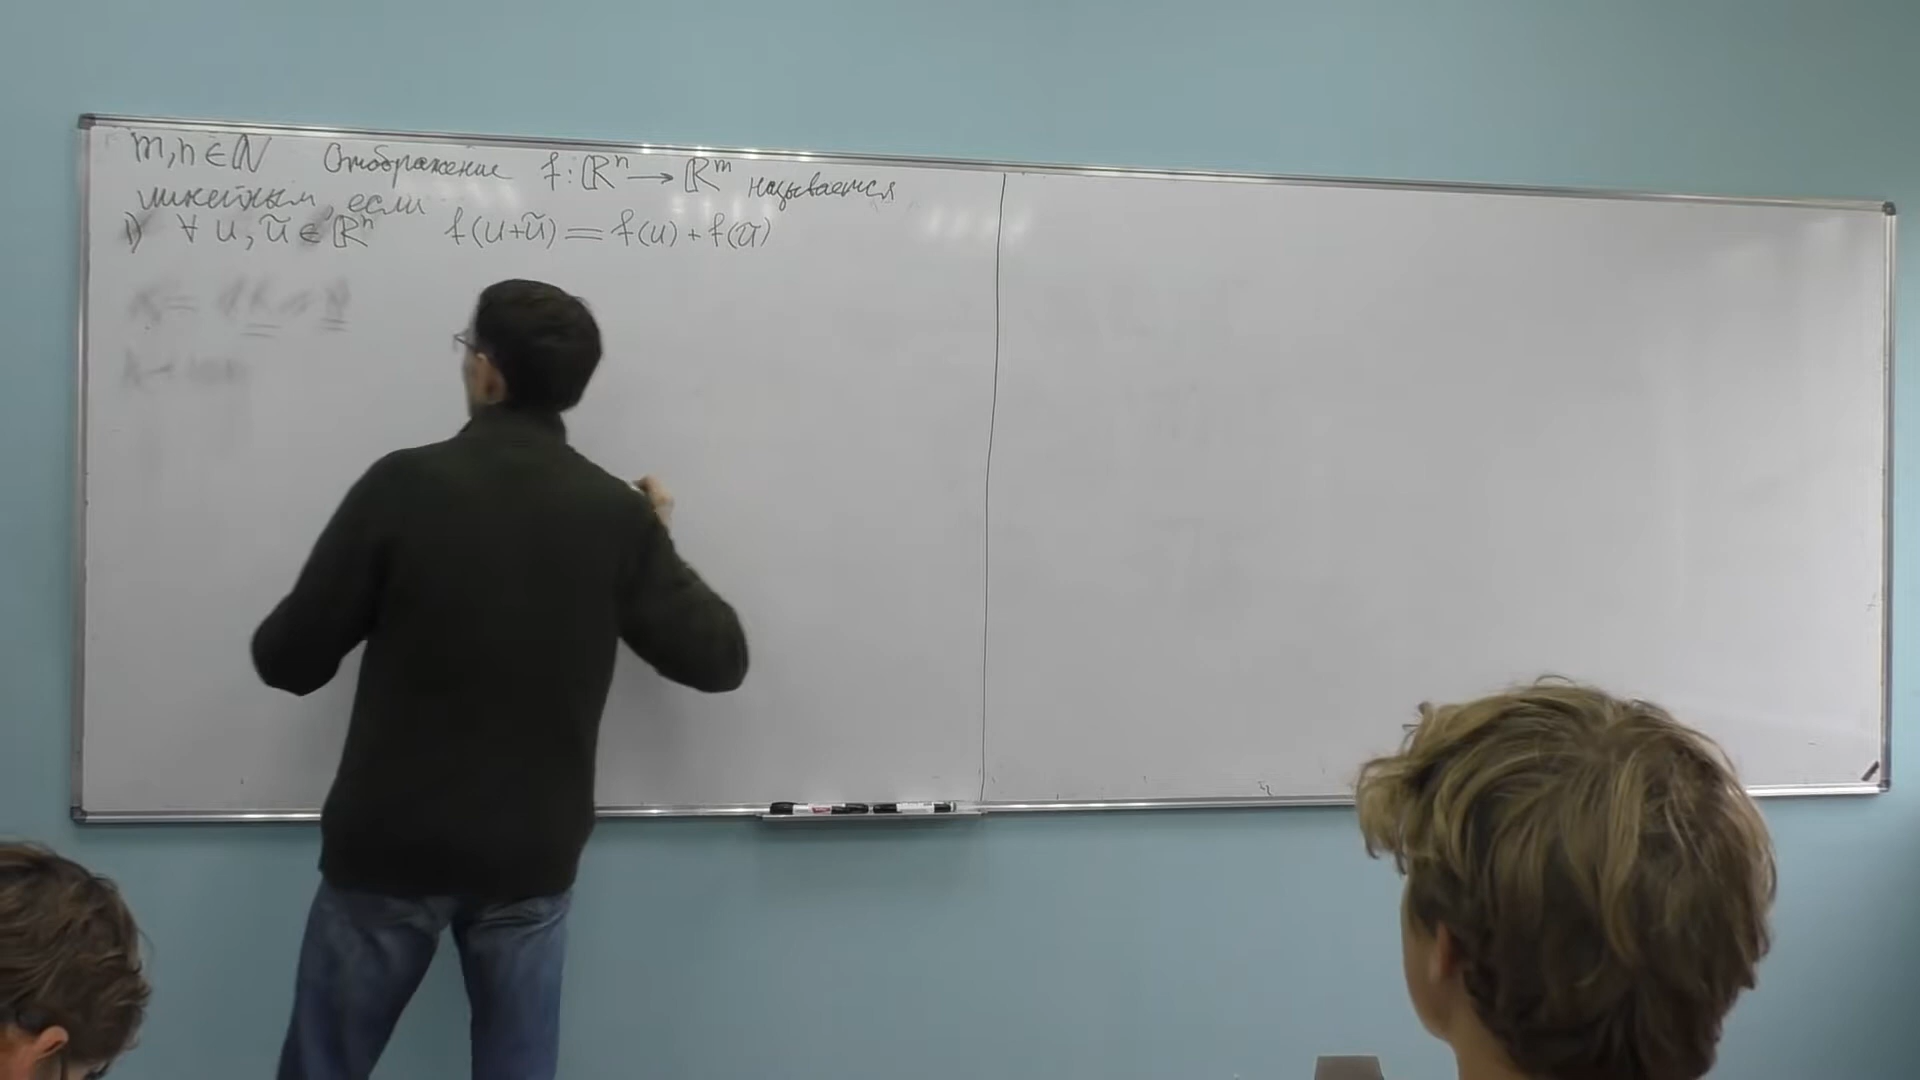 m,n ∈ ℕ Отображение f: ℝⁿ → ℝᵐ называется
линейным, если
1) ∀ u, ũ ∈ ℝⁿ f(u+ũ) = f(u) + f(ũ)